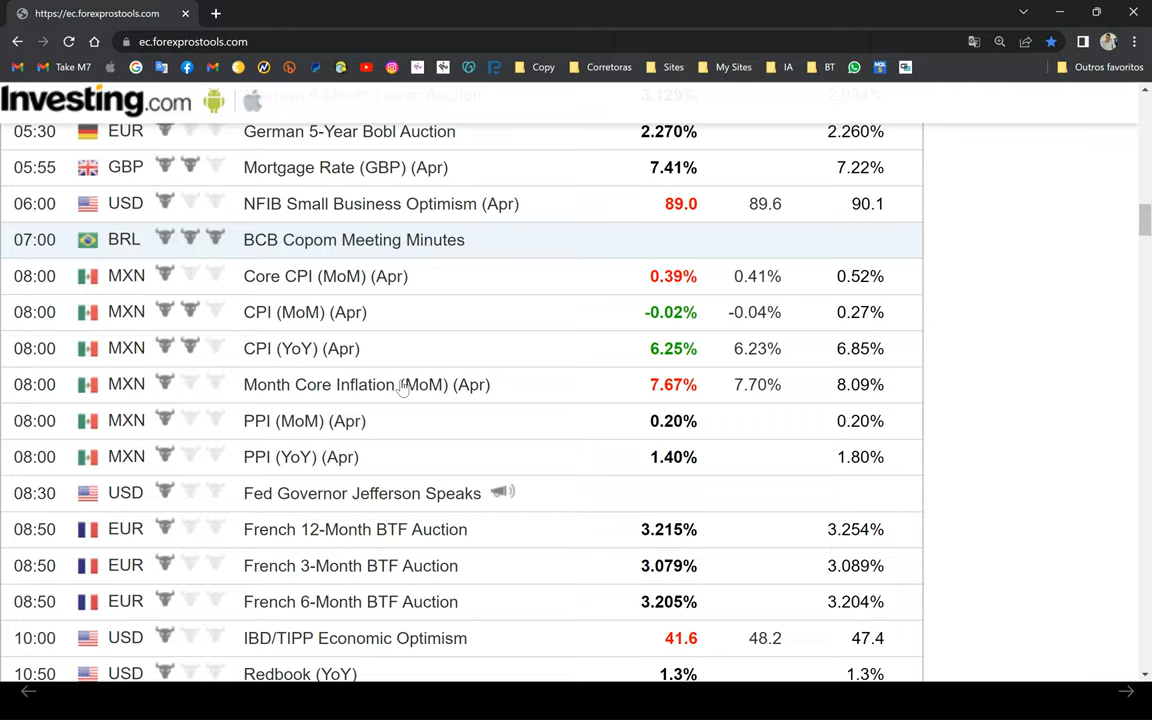 https://ec.forexprostools.com
ec.forexprostools.com
Take M7 Copy Corretoras Sites My Sites IA BT Outros favoritos
Investing.com 3.129% 2.994%
05:30 EUR German 5-Year Bobl Auction 2.270% 2.260%
05:55 GBP Mortgage Rate (GBP) (Apr) 7.41% 7.22%
06:00 USD NFIB Small Business Optimism (Apr) 89.0 89.6 90.1
07:00 BRL BCB Copom Meeting Minutes
08:00 MXN Core CPI (MoM) (Apr) 0.39% 0.41% 0.52%
08:00 MXN CPI (MoM) (Apr) -0.02% -0.04% 0.27%
08:00 MXN CPI (YoY) (Apr) 6.25% 6.23% 6.85%
08:00 MXN Month Core Inflation (MoM) (Apr) 7.67% 7.70% 8.09%
08:00 MXN PPI (MoM) (Apr) 0.20% 0.20%
08:00 MXN PPI (YoY) (Apr) 1.40% 1.80%
08:30 USD Fed Governor Jefferson Speaks
08:50 EUR French 12-Month BTF Auction 3.215% 3.254%
08:50 EUR French 3-Month BTF Auction 3.079% 3.089%
08:50 EUR French 6-Month BTF Auction 3.205% 3.204%
10:00 USD IBD/TIPP Economic Optimism 41.6 48.2 47.4
10:50 USD Redbook (YoY) 1.3% 1.3%